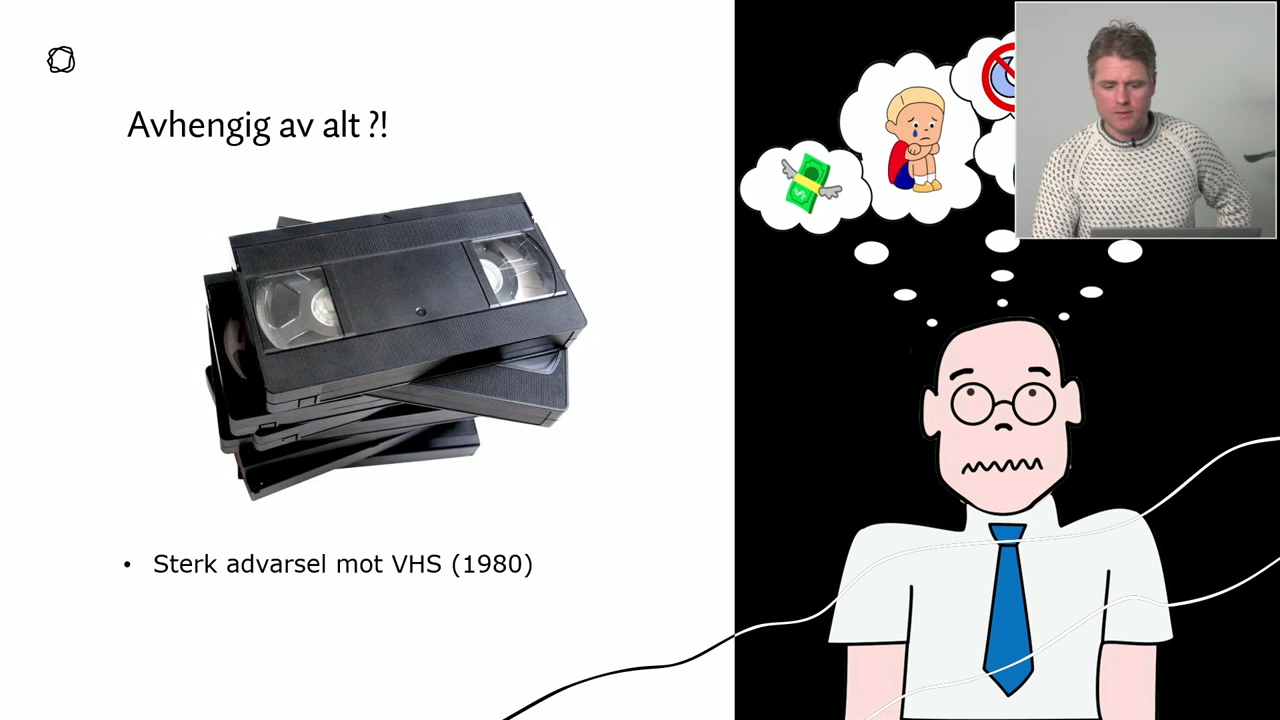 Avhengig av alt ?!
• Sterk advarsel mot VHS (1980)